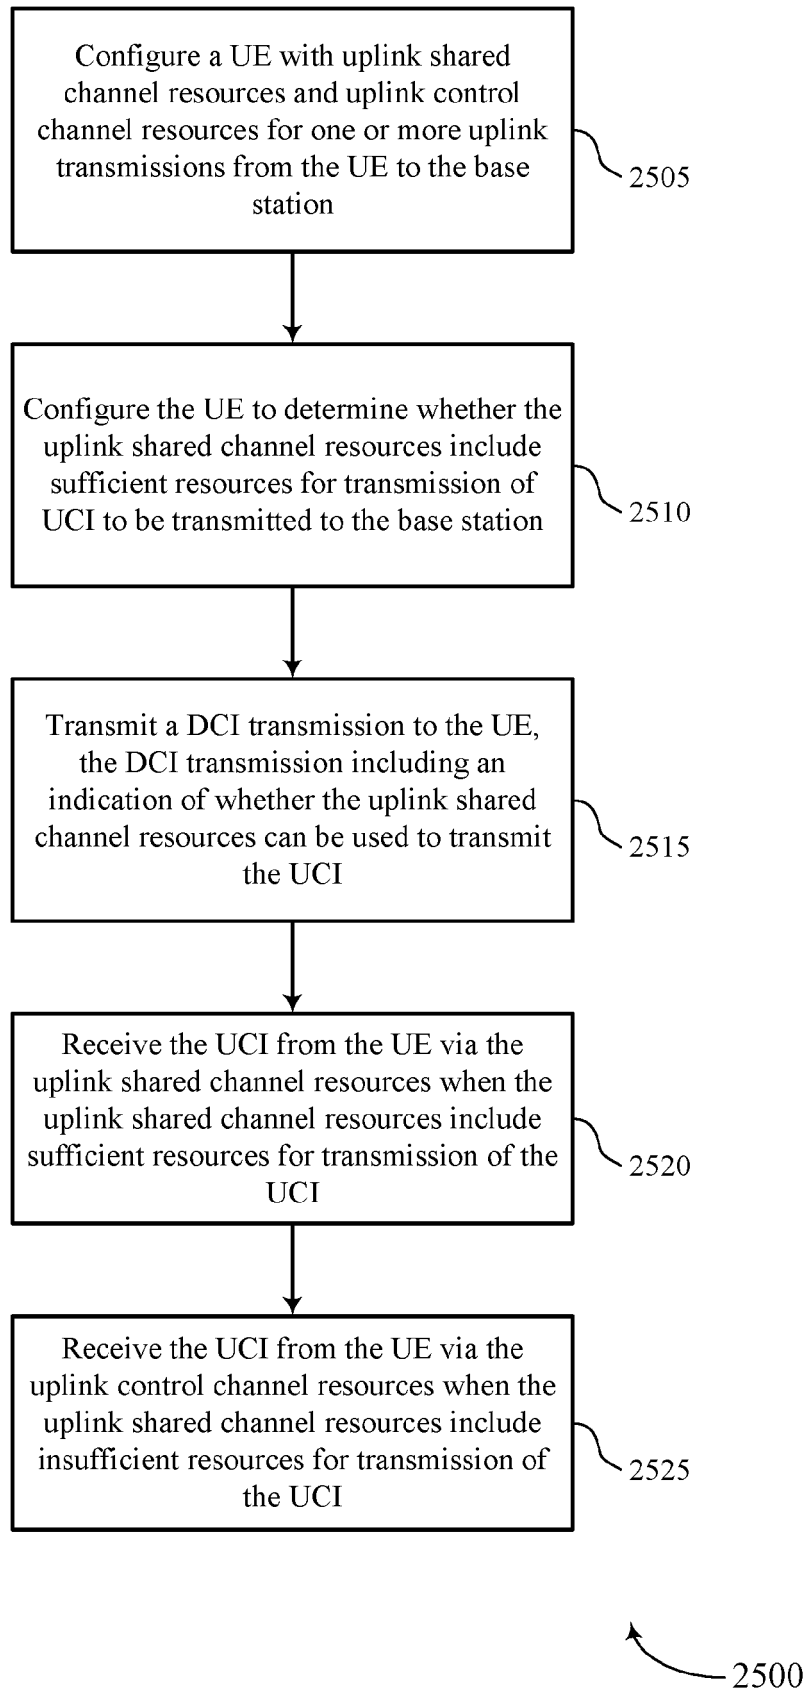 Configure a UE with uplink shared
channel resources and uplink control
channel resources for one or more uplink
transmissions from the UE to the base
station
2505
Configure the UE to determine whether the
uplink shared channel resources include
sufficient resources for transmission of
UCI to be transmitted to the base station
2510
Transmit a DCI transmission to the UE,
the DCI transmission including an
indication of whether the uplink shared
channel resources can be used to transmit
the UCI
2515
Receive the UCI from the UE via the
uplink shared channel resources when the
uplink shared channel resources include
sufficient resources for transmission of the
UCI
2520
Receive the UCI from the UE via the
uplink control channel resources when the
uplink shared channel resources include
insufficient resources for transmission of
the UCI
2525
2500